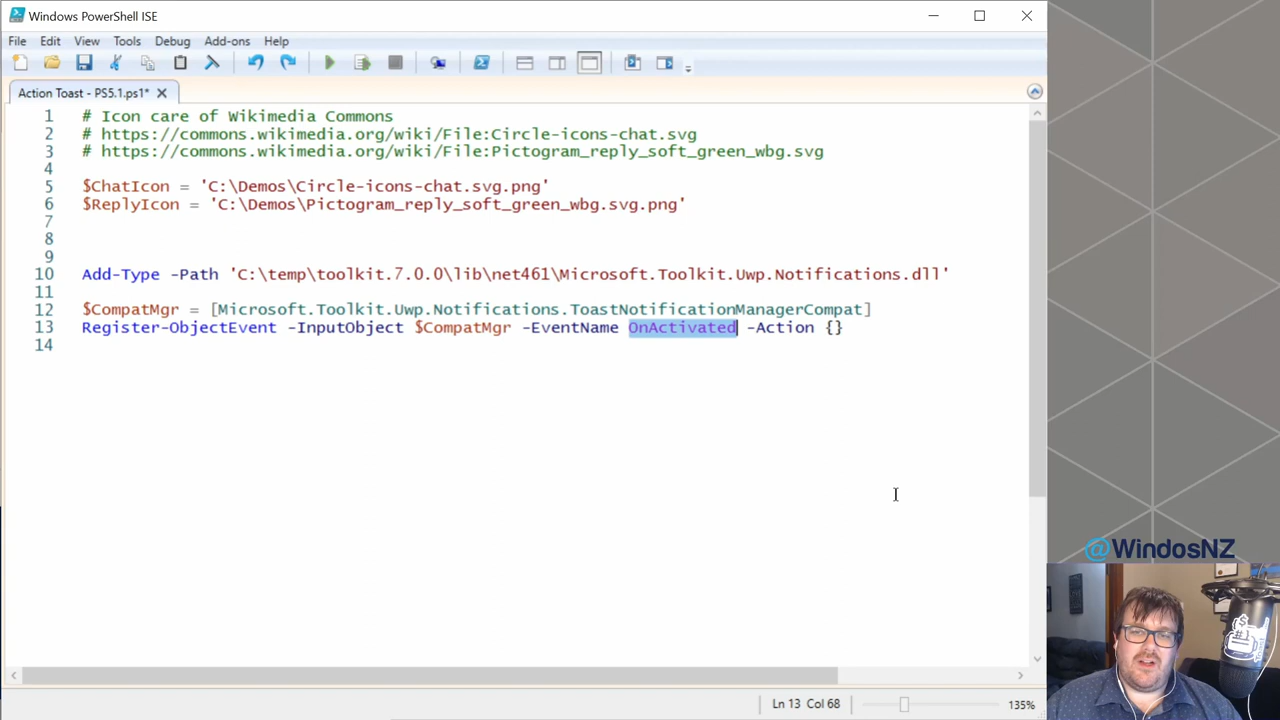 Windows PowerShell ISE
File Edit View Tools Debug Add-ons Help
Action Toast - PS5.1.ps1*
1 # Icon care of Wikimedia Commons
2 # https://commons.wikimedia.org/wiki/File:Circle-icons-chat.svg
3 # https://commons.wikimedia.org/wiki/File:Pictogram_reply_soft_green_wbg.svg
4
5 $ChatIcon = 'C:\Demos\Circle-icons-chat.svg.png'
6 $ReplyIcon = 'C:\Demos\Pictogram_reply_soft_green_wbg.svg.png'
7
8
9
10 Add-Type -Path 'C:\temp\toolkit.7.0.0\lib\net461\Microsoft.Toolkit.Uwp.Notifications.dll'
11
12 $CompatMgr = [Microsoft.Toolkit.Uwp.Notifications.ToastNotificationManagerCompat]
13 Register-ObjectEvent -InputObject $CompatMgr -EventName OnActivated -Action {}
14
@WindosNZ
$
#1
Ln 13 Col 68
135%